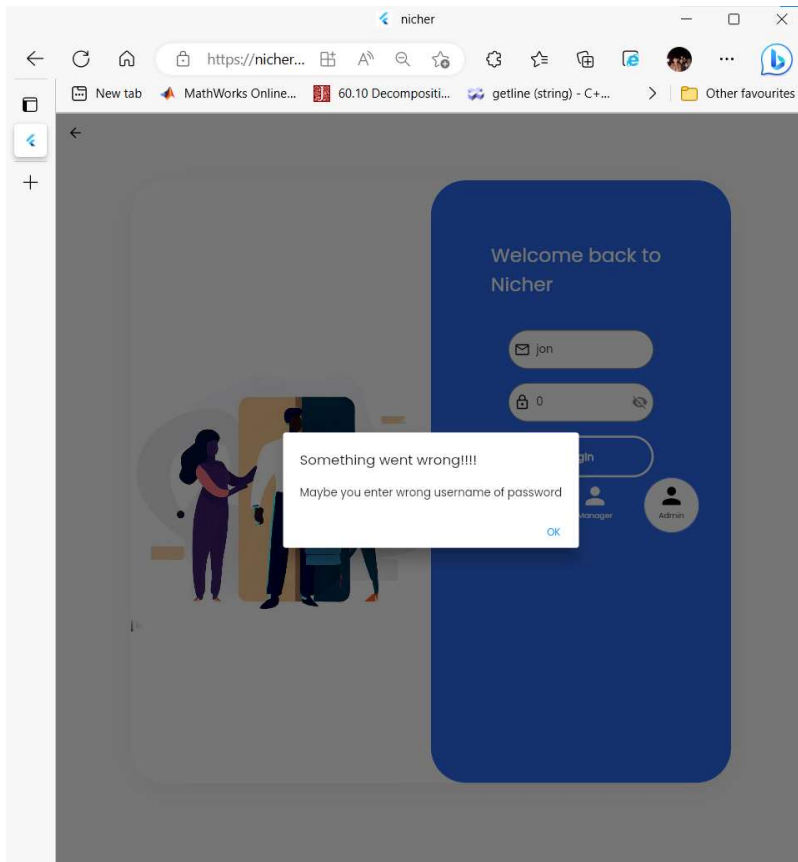 nicher
https://nicher...
New tab
MathWorks Online...
60.10 Decompositi...
getline (string) - C+...
Other favourites
Welcome back to
Nicher
jon
0
gin
Something went wrong!!!!
Maybe you enter wrong username of password
OK
Manager
Admin